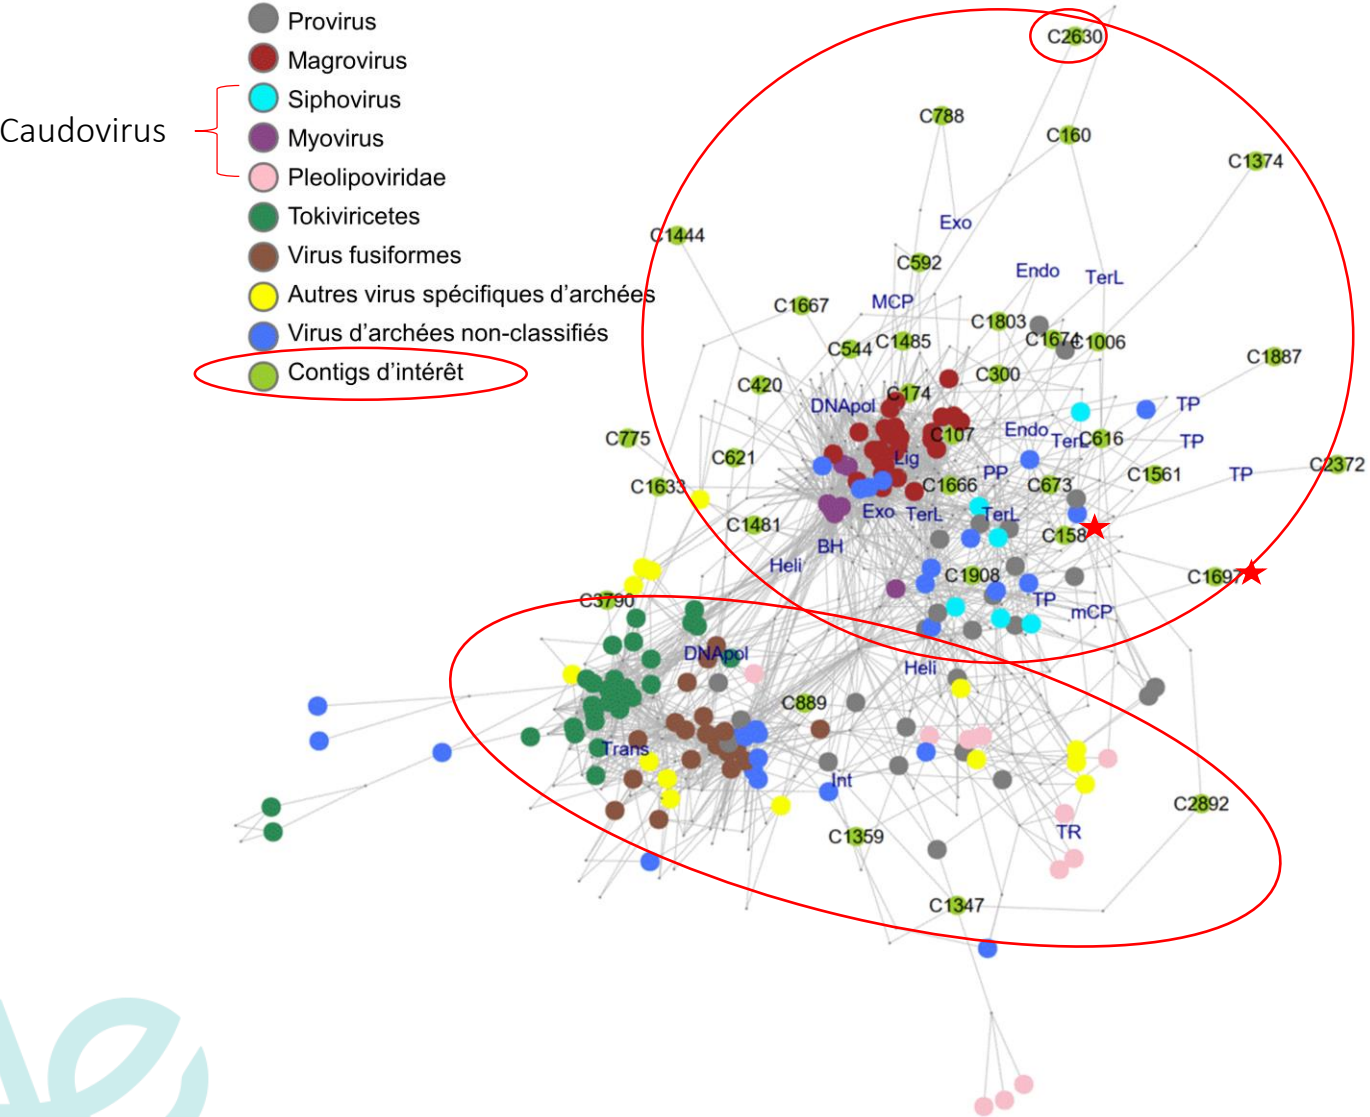 Provirus
Magrovirus
Siphovirus
Caudovirus
Myovirus
Pleolipoviridae
Tokiviricetes
Virus fusiformes
Autres virus spécifiques d'archées
Virus d'archées non-classifiés
Contigs d'intérêt
C2630
C788
C160
C1374
Exo
C1444
C592
Endo
TerL
C1667
MCP
C1803
C1674
C1006
C544
C1485
C1887
C420
C300
C174
DNApol
TP
C775
C107
Endo
TerL
C616
TP
C621
Lig
PP
C1561
TP
C2372
C1633
C1666
C673
Exo
TerL
TerL
C1481
C158
BH
Heli
C1908
C1697
C3790
TP
mCP
DNApol
Heli
C889
Trans
Int
C2892
C1359
TR
C1347